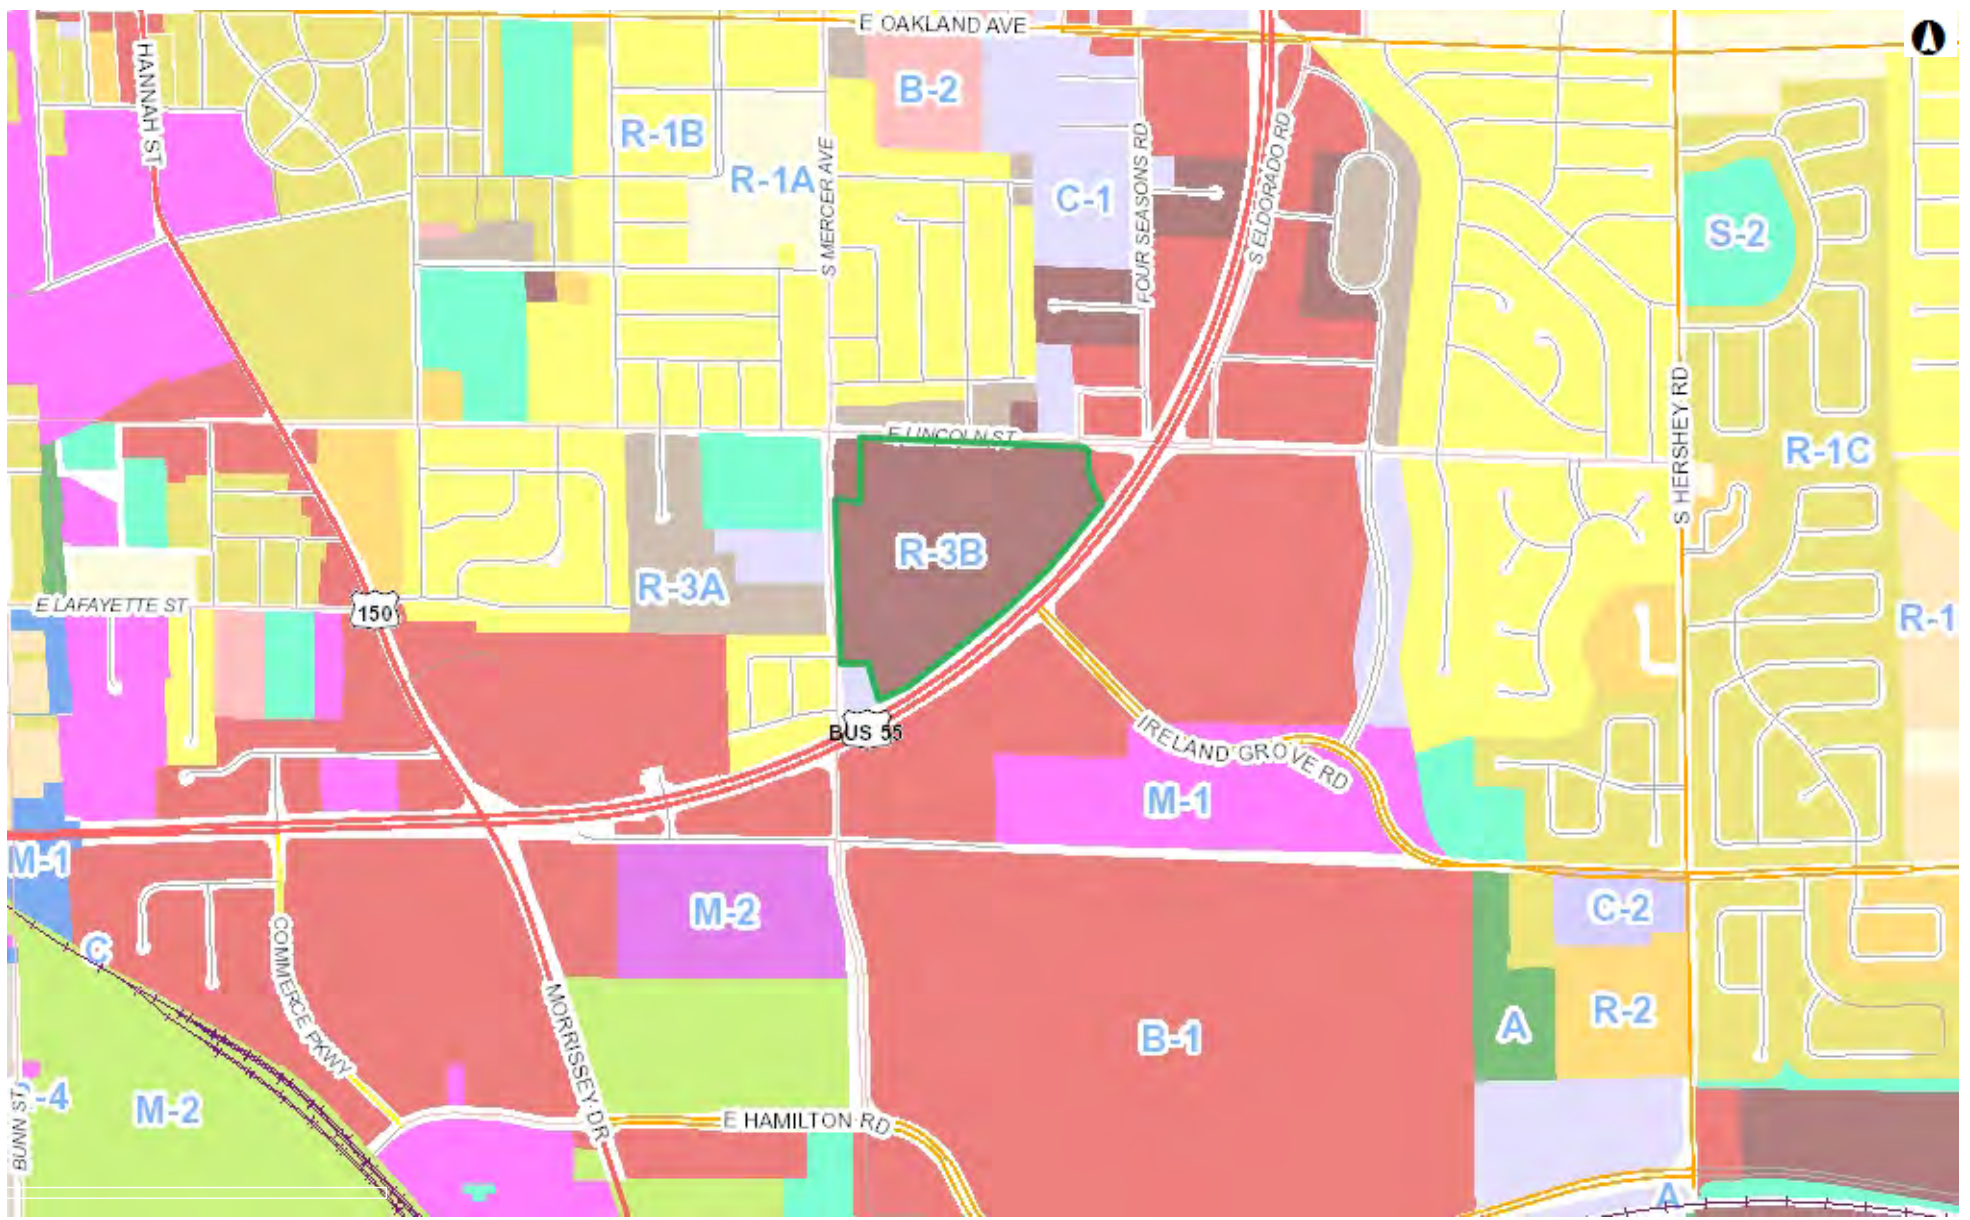 E OAKLAND AVE
HANNAH ST
B-2
R-1B
R-1A
S MERCER AVE
C-1
FOUR SEASONS RD
S ELDORADO RD
S-2
S HERSHEY RD
E LINCOLN ST
R-1C
R-3B
R-3A
E LAFAYETTE ST
150
R-1
BUS 55
IRELAND GROVE RD
M-1
M-1
M-2
C-2
C
COMMERCE PKWY
MORRISSEY DR
B-1
A
R-2
-4
M-2
BUNN ST
E HAMILTON RD
A